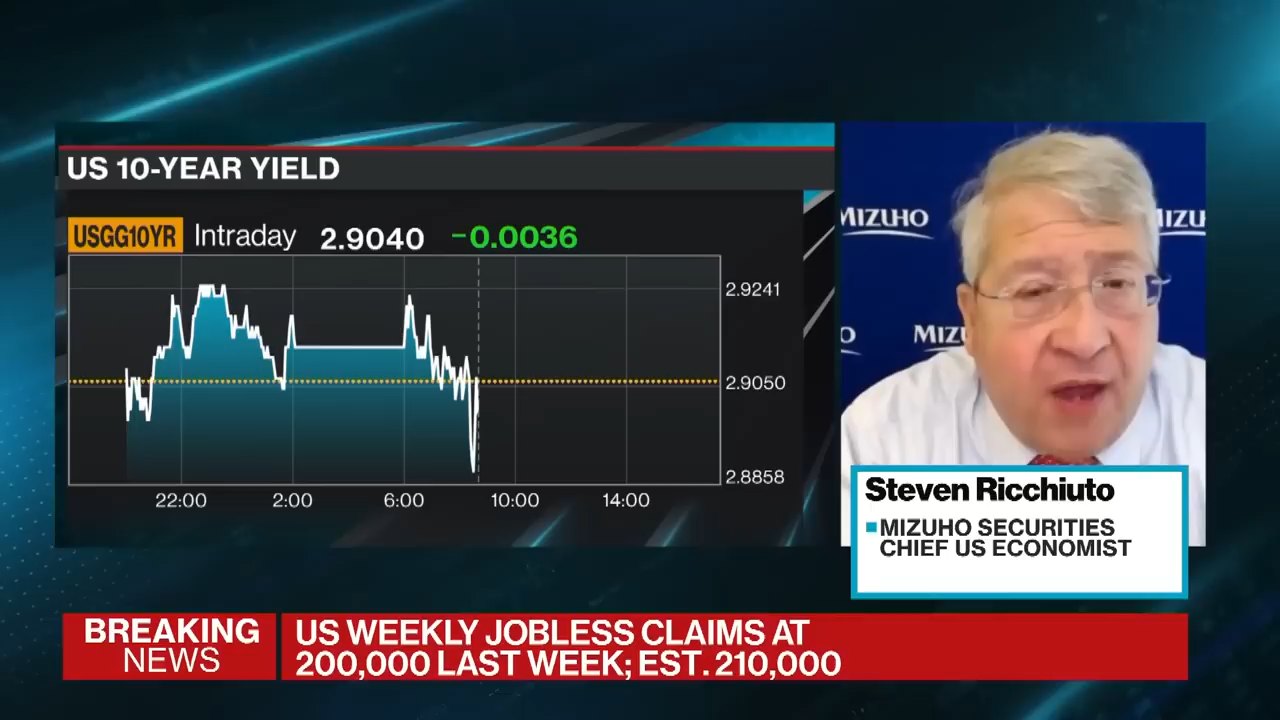 US 10-YEAR YIELD
USGG10YR Intraday 2.9040 -0.0036
2.9241
2.9050
2.8858
22:00 2:00 6:00 10:00 14:00
MIZUHO
MIZU
Steven Ricchiuto
MIZUHO SECURITIES
CHIEF US ECONOMIST
BREAKING
NEWS
US WEEKLY JOBLESS CLAIMS AT
200,000 LAST WEEK; EST. 210,000